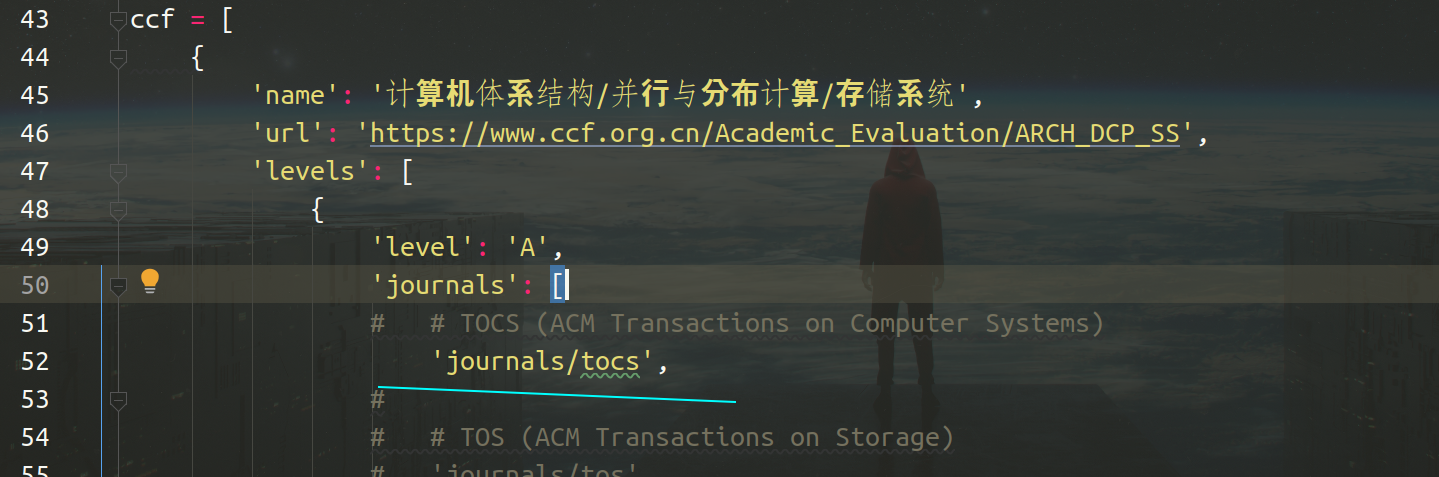 43 ccf = [
44 {
45 'name': '计算机体系结构/并行与分布计算/存储系统',
46 'url': 'https://www.ccf.org.cn/Academic_Evaluation/ARCH_DCP_SS',
47 'levels': [
48 {
49 'level': 'A',
50 'journals': [
51 # # TOCS (ACM Transactions on Computer Systems)
52 'journals/tocs',
53 #
54 # # TOS (ACM Transactions on Storage)
55 # 'journals/tos'